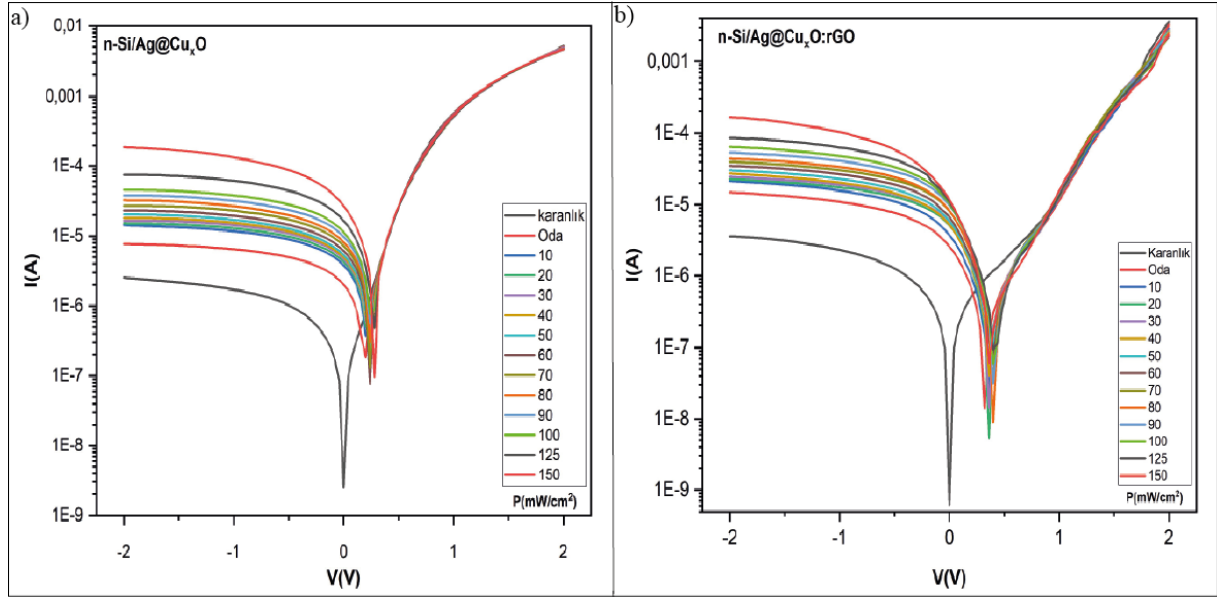 a)
n-Si/Ag@CuₓO
0,01
0,001
1E-4
1E-5
1E-6
1E-7
1E-8
1E-9
I(A)
-2
-1
0
1
2
V(V)
karanlık
Oda
10
20
30
40
50
60
70
80
90
100
125
150
P(mW/cm²)
b)
n-Si/Ag@CuₓO:rGO
0,001
1E-4
1E-5
1E-6
1E-7
1E-8
1E-9
I(A)
-2
-1
0
1
2
V(V)
Karanlık
Oda
10
20
30
40
50
60
70
80
90
100
125
150
P(mW/cm²)